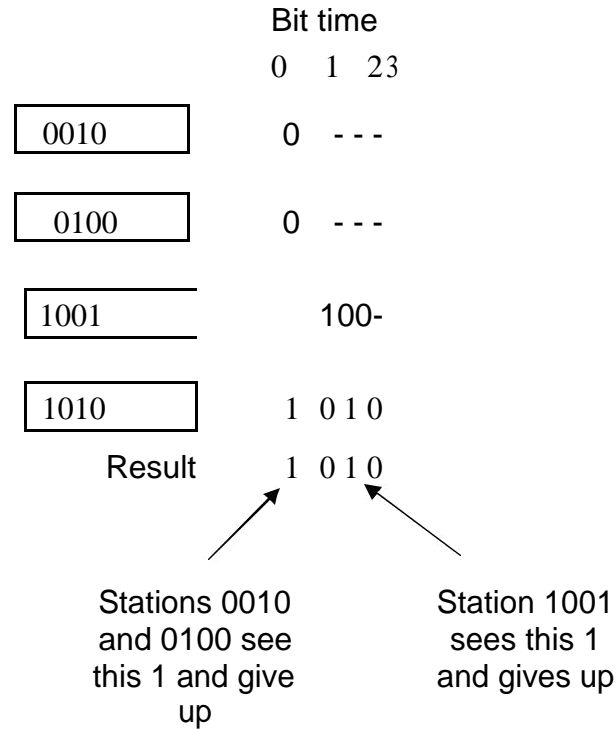 Bit time
0 1 23
0010 0 - - -
0100 0 - - -
1001 100-
1010 1 0 1 0
Result 1 0 1 0
Stations 0010
and 0100 see
this 1 and give
up
Station 1001
sees this 1
and gives up